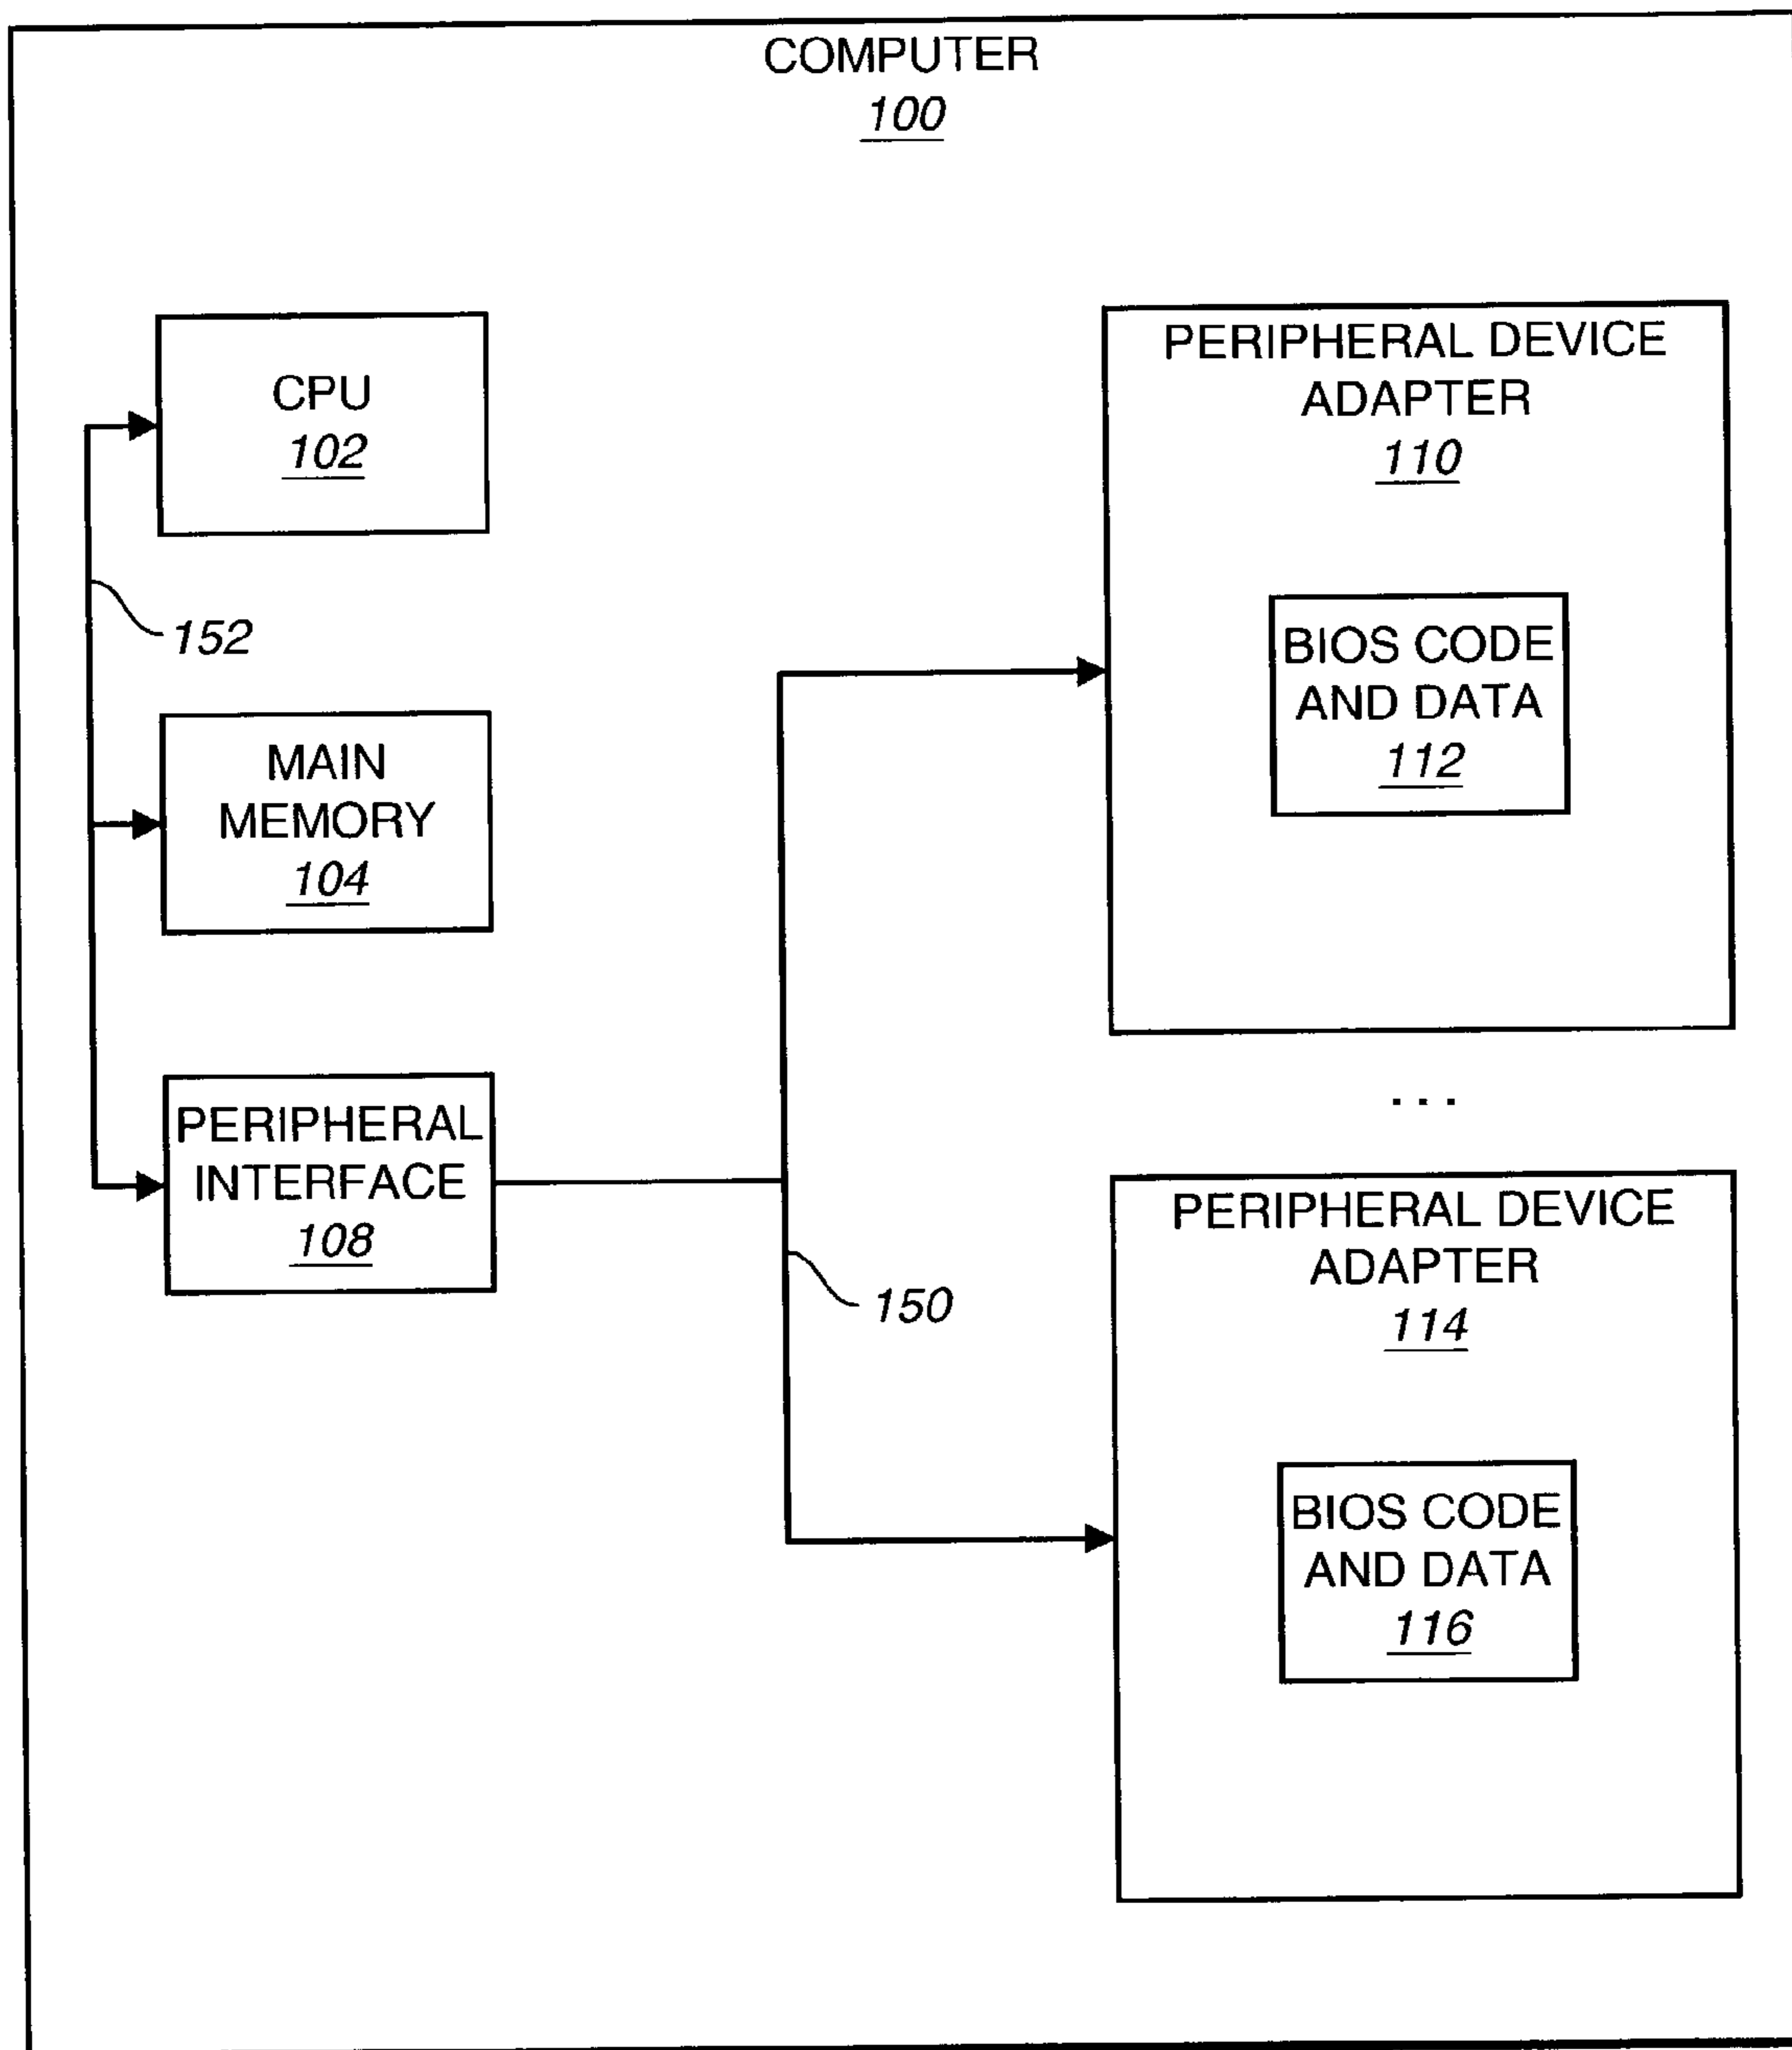 COMPUTER
100
CPU
102
152
MAIN
MEMORY
104
PERIPHERAL
INTERFACE
108
150
PERIPHERAL DEVICE
ADAPTER
110
BIOS CODE
AND DATA
112
...
PERIPHERAL DEVICE
ADAPTER
114
BIOS CODE
AND DATA
116